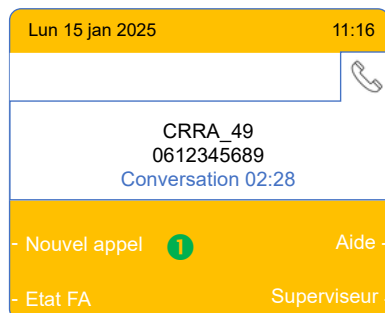 Lun 15 jan 2025 11:16
CRRA_49
0612345689
Conversation 02:28
- Nouvel appel 1 Aide -
- Etat FA Superviseur -